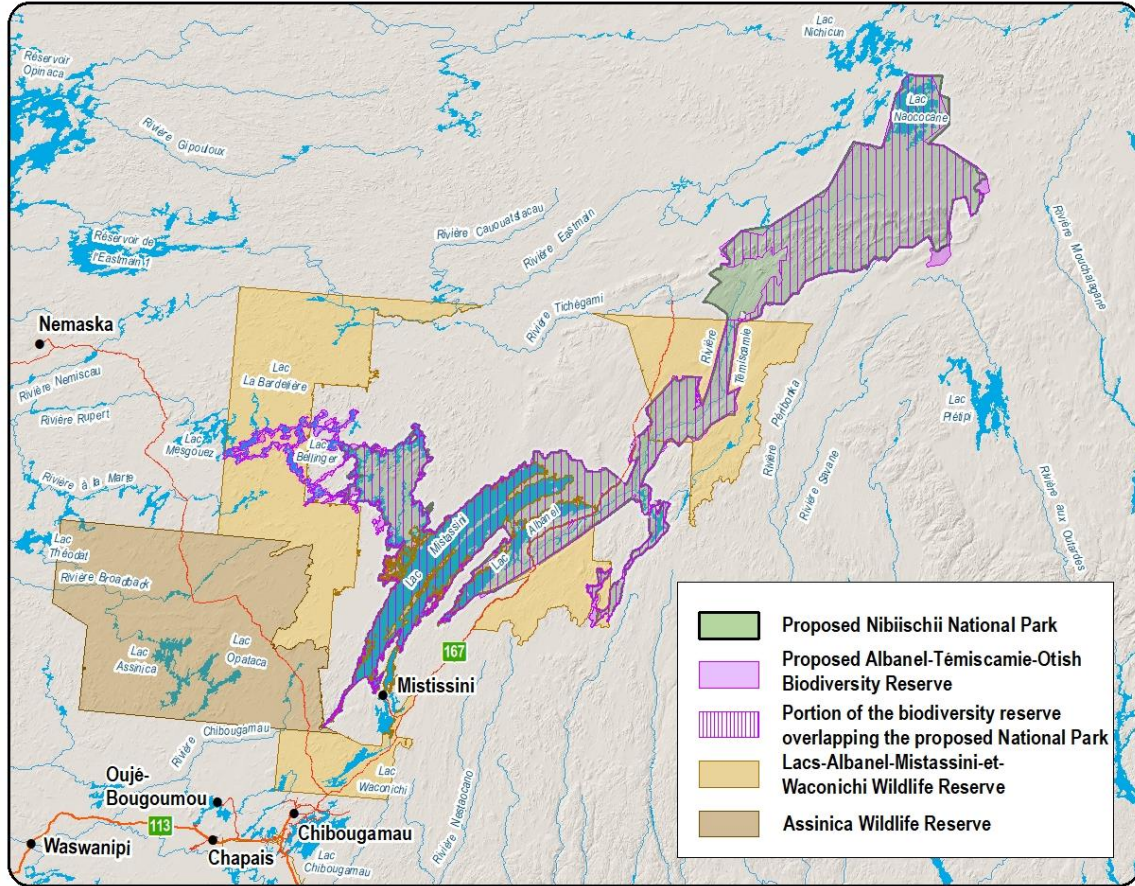 Lac
Nichicun
Réservoir
Opinaca
Lac
Naococane
Rivière Gipouloux
Rivière Cauouatstacau
Rivière Eastmain
Réservoir de
l'Eastmain 1
Rivière Mouchalagane
Rivière Tichégami
Nemaska
Rivière
Témiscamie
Lac
La Bardelière
Rivière Nemiscau
Rivière Rupert
Rivière Péribonka
Lac
Plétipi
Lac
Mesgouez
Lac
Bellinger
Rivière Savane
Rivière à la Marte
Rivière aux Outardes
Lac
Mistassini
Lac
Albanel
Lac
Théodat
Rivière Broadback
Lac
Assinica
Lac
Opataca
167
Mistissini
Rivière
Chibougamau
Lac
Waconichi
Rivière Nestaocano
Oujé-
Bougoumou
113
Chibougamau
Waswanipi
Chapais
Lac
Chibougamau
Proposed Nibiischii National Park
Proposed Albanel-Témiscamie-Otish
Biodiversity Reserve
Portion of the biodiversity reserve
overlapping the proposed National Park
Lacs-Albanel-Mistassini-et-
Waconichi Wildlife Reserve
Assinica Wildlife Reserve